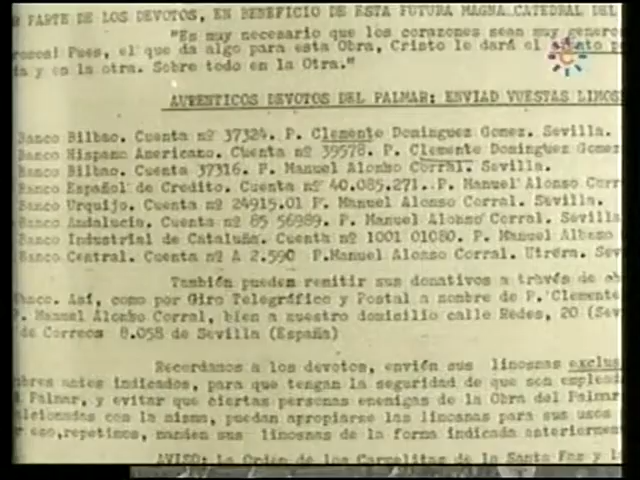 PARTE DE LOS DEVOTOS, EN BENEFICIO DE ESTA FUTURA MAGNA CATEDRAL DEL
"Es muy necesario que los corazones sean muy genero
rosos! Pues, el que da algo para esta Obra, Cristo le dará el ciento p
da y en la otra. Sobre todo en la Otra."
AUTENTICOS DEVOTOS DEL PALMAR: ENVIAD VUESTAS LIMOS
Banco Bilbao. Cuenta nº 37324. P. Clemente Dominguez Gomez. Sevilla.
Banco Hispano Americano. Cuenta nº 39578. P. Clemente Dominguez Gomez
Banco Bilbao. Cuenta 37316. P. Manuel Alonso Corral. Sevilla.
Banco Español de Credito. Cuenta nº 40.085.271. P. Manuel Alonso Corr
Banco Urquijo. Cuenta nº 24915.01 P. Manuel Alonso Corral. Sevilla.
Banco Andalucia. Cuenta nº 85 56989. P. Manuel Alonso Corral. Sevilla
Banco Industrial de Cataluña. Cuenta nº 1001 01080. P. Manuel Alonso
Banco Central. Cuenta nº A 2.590 P.Manuel Alonso Corral. Utrera. Sev
También pueden remitir sus donativos a través de
Banco. Así, como por Giro Telegráfico y Postal a nombre de P. Clemente
P. Manuel Alonso Corral, bien a nuestro domicilio calle Redes, 20 (Sev
de Correos 8.058 de Sevilla (España)
Recordamos a los devotos, envién sus limosnas exclus
bres antes indicados, para que tengan la seguridad de que son emplead
Palmar, y evitar que ciertas personas enemigas de la Obra del Palmar
lacionadas con la misma, puedan apropiarse las limosnas para sus usos
r eso,repetimos, manden sus limosnas de la forma indicada anteriorment
AVISO: La Orden de los Carmelitas de la Santa Faz y